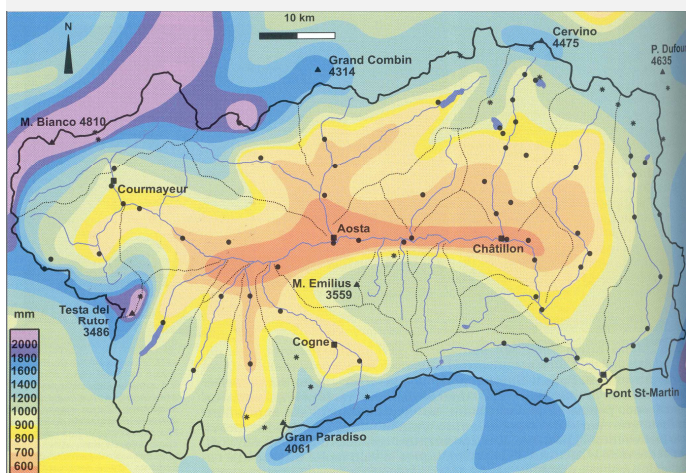 10 km
N
Cervino
4475
P. Dufour
4635
Grand Combin
4314
M. Bianco 4810
Courmayeur
Aosta
Châtillon
M. Emilius
3559
Testa del
Rutor
3486
Cogne
Pont St-Martin
Gran Paradiso
4061
mm
2000
1800
1600
1400
1200
1000
900
800
700
600